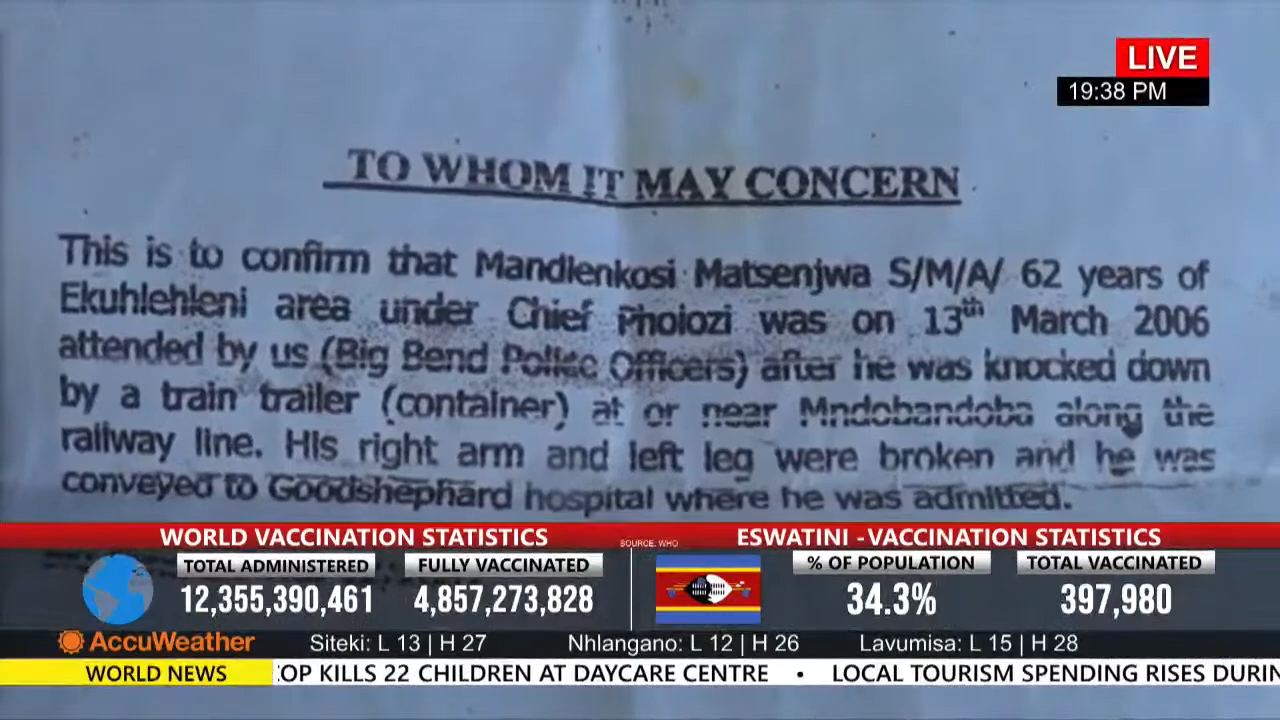 LIVE
19:38 PM
TO WHOM IT MAY CONCERN
This is to confirm that Mandlenkosi Matsenjwa S/M/A/ 62 years of
Ekuhlehleni area under Chief Pholozi was on 13th March 2006
attended by us (Big Bend Police Officers) after he was knocked down
by a train trailer (container) at or near Mndobandoba along the
railway line. His right arm and left leg were broken and he was
conveyed to Goodshephard hospital where he was admitted.
WORLD VACCINATION STATISTICS
SOURCE: WHO
ESWATINI -VACCINATION STATISTICS
TOTAL ADMINISTERED
FULLY VACCINATED
% OF POPULATION
TOTAL VACCINATED
12,355,390,461
4,857,273,828
34.3%
397,980
AccuWeather
Siteki: L 13 | H 27
Nhlangano: L 12 | H 26
Lavumisa: L 15 | H 28
WORLD NEWS
OP KILLS 22 CHILDREN AT DAYCARE CENTRE • LOCAL TOURISM SPENDING RISES DURIN